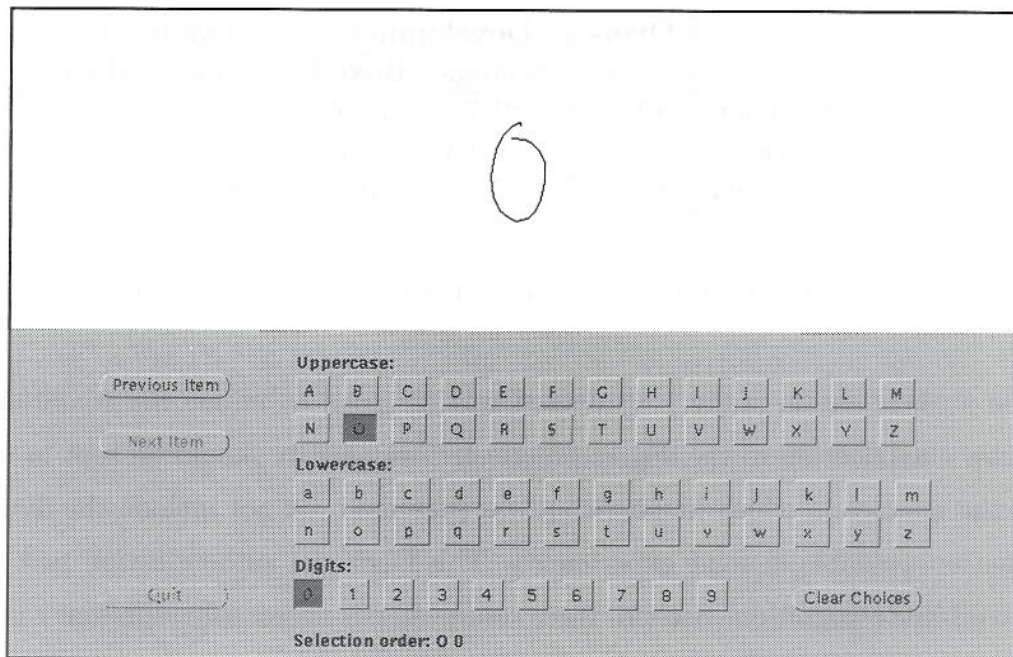 Uppercase:
Previous Item
A B C D E F G H I J K L M
Next Item
N O P Q R S T U V W X Y Z
Lowercase:
a b c d e f g h i j k l m
n o p q r s t u v w x y z
Digits:
Quit
0 1 2 3 4 5 6 7 8 9
Clear Choices
Selection order: O 0